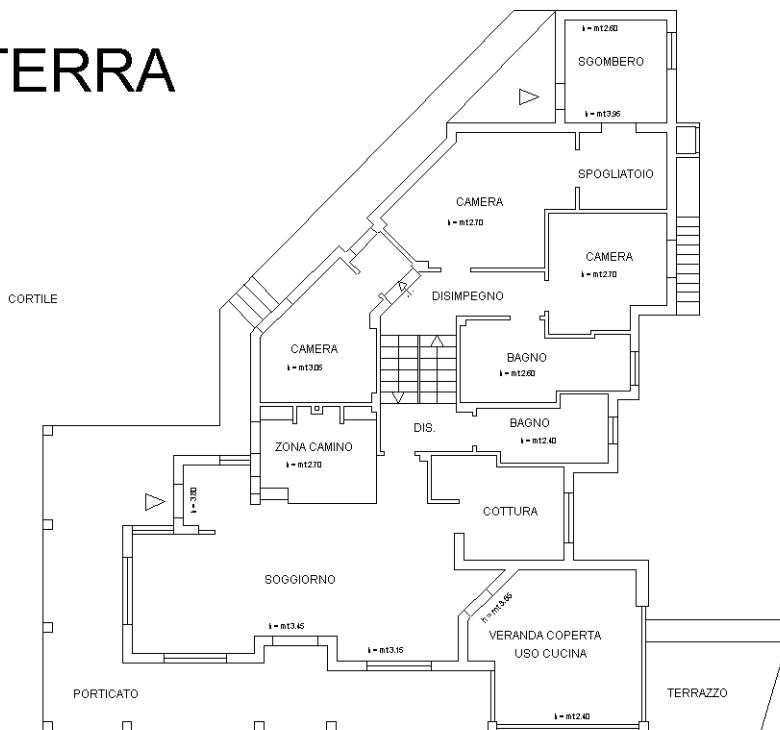 TERRA
h = mt2.60
SGOMBERO
h = mt3.95
SPOGLIATOIO
CAMERA
h = mt2.70
CAMERA
h = mt2.70
CORTILE
DISIMPEGNO
CAMERA
h = mt3.05
BAGNO
h = mt2.60
DIS.
BAGNO
h = mt2.40
ZONA CAMINO
h = mt2.70
h = 3.80
COTTURA
SOGGIORNO
h = mt3.45
h = mt3.15
h = mt3.65
VERANDA COPERTA
USO CUCINA
h = mt2.40
PORTICATO
TERRAZZO